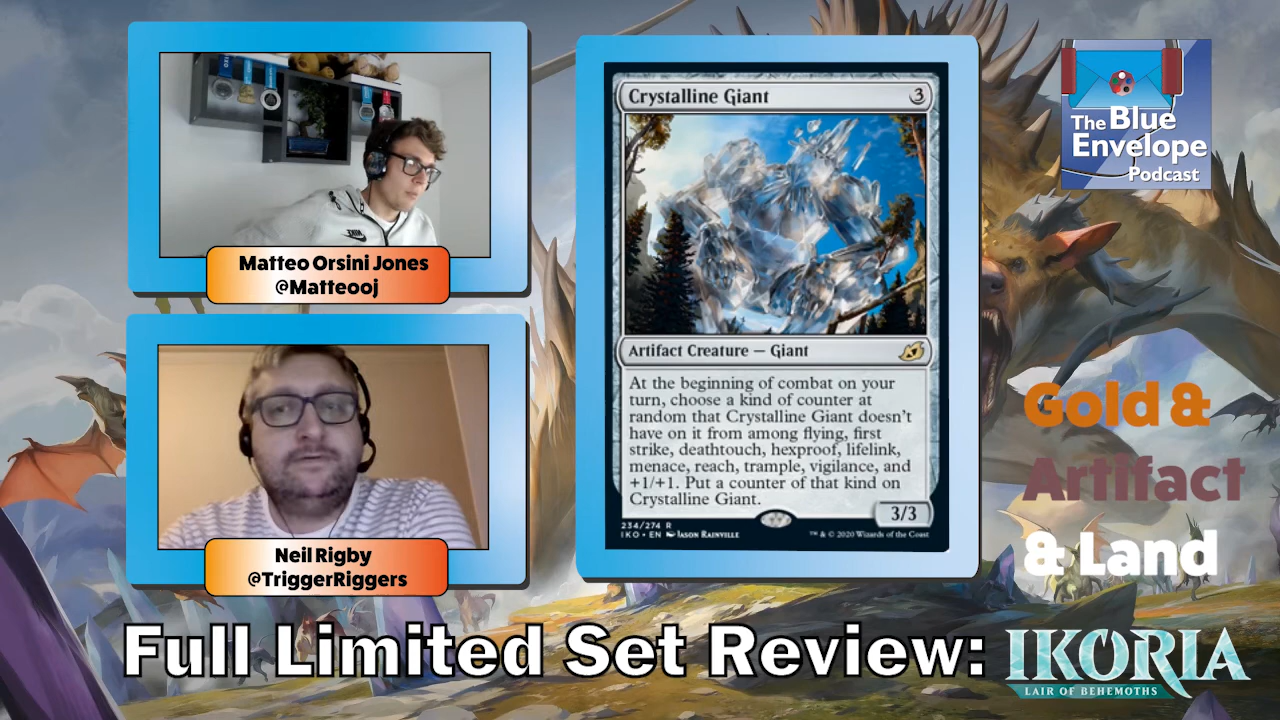 Matteo Orsini Jones
@Matteooj
Neil Rigby
@TriggerRiggers
Crystalline Giant
3
Artifact Creature — Giant
At the beginning of combat on your
turn, choose a kind of counter at
random that Crystalline Giant doesn't
have on it from among flying, first
strike, deathtouch, hexproof, lifelink,
menace, reach, trample, vigilance, and
+1/+1. Put a counter of that kind on
Crystalline Giant.
3/3
234/274 R
IKO • EN JASON RAINVILLE
™ & © 2020 Wizards of the Coast
The Blue
Envelope
Podcast
Gold &
Artifact
& Land
Full Limited Set Review:
IKORIA
LAIR OF BEHEMOTHS